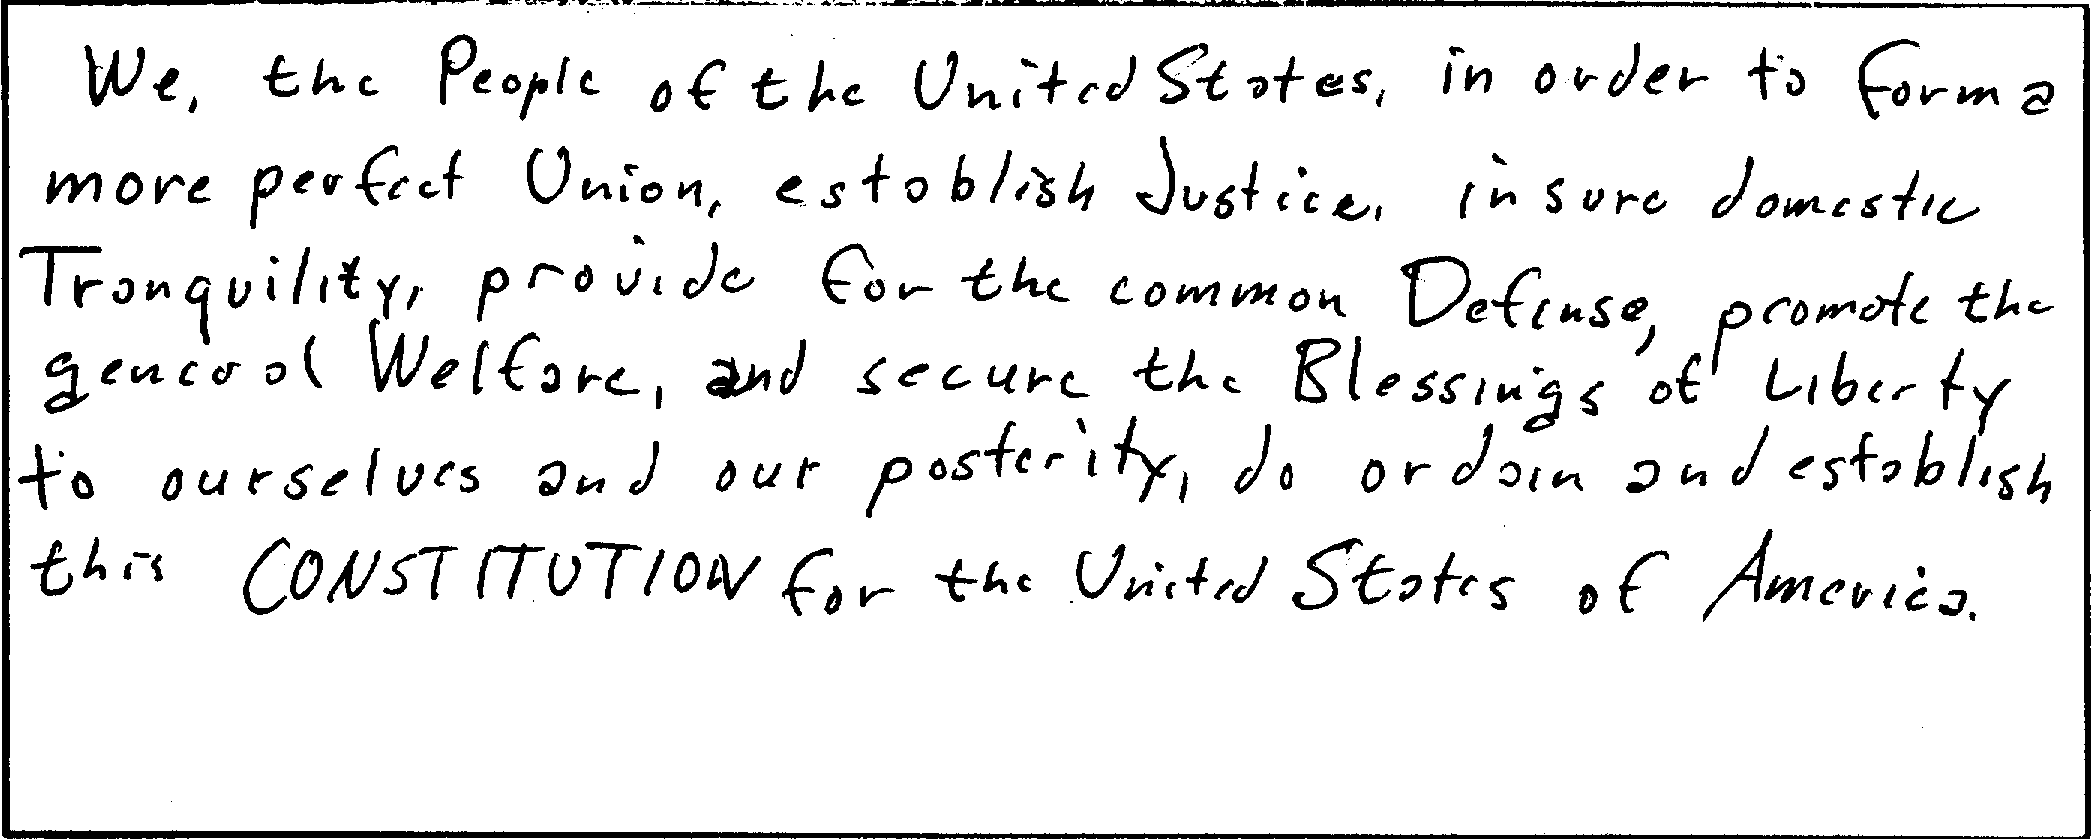 We, the People of the United States, in order to form a
more perfect Union, establish Justice, insure domestic
Tranquility, provide for the common Defense, promote the
general Welfare, and secure the Blessings of Liberty
to ourselves and our posterity, do ordain and establish
this CONSTITUTION for the United States of America.